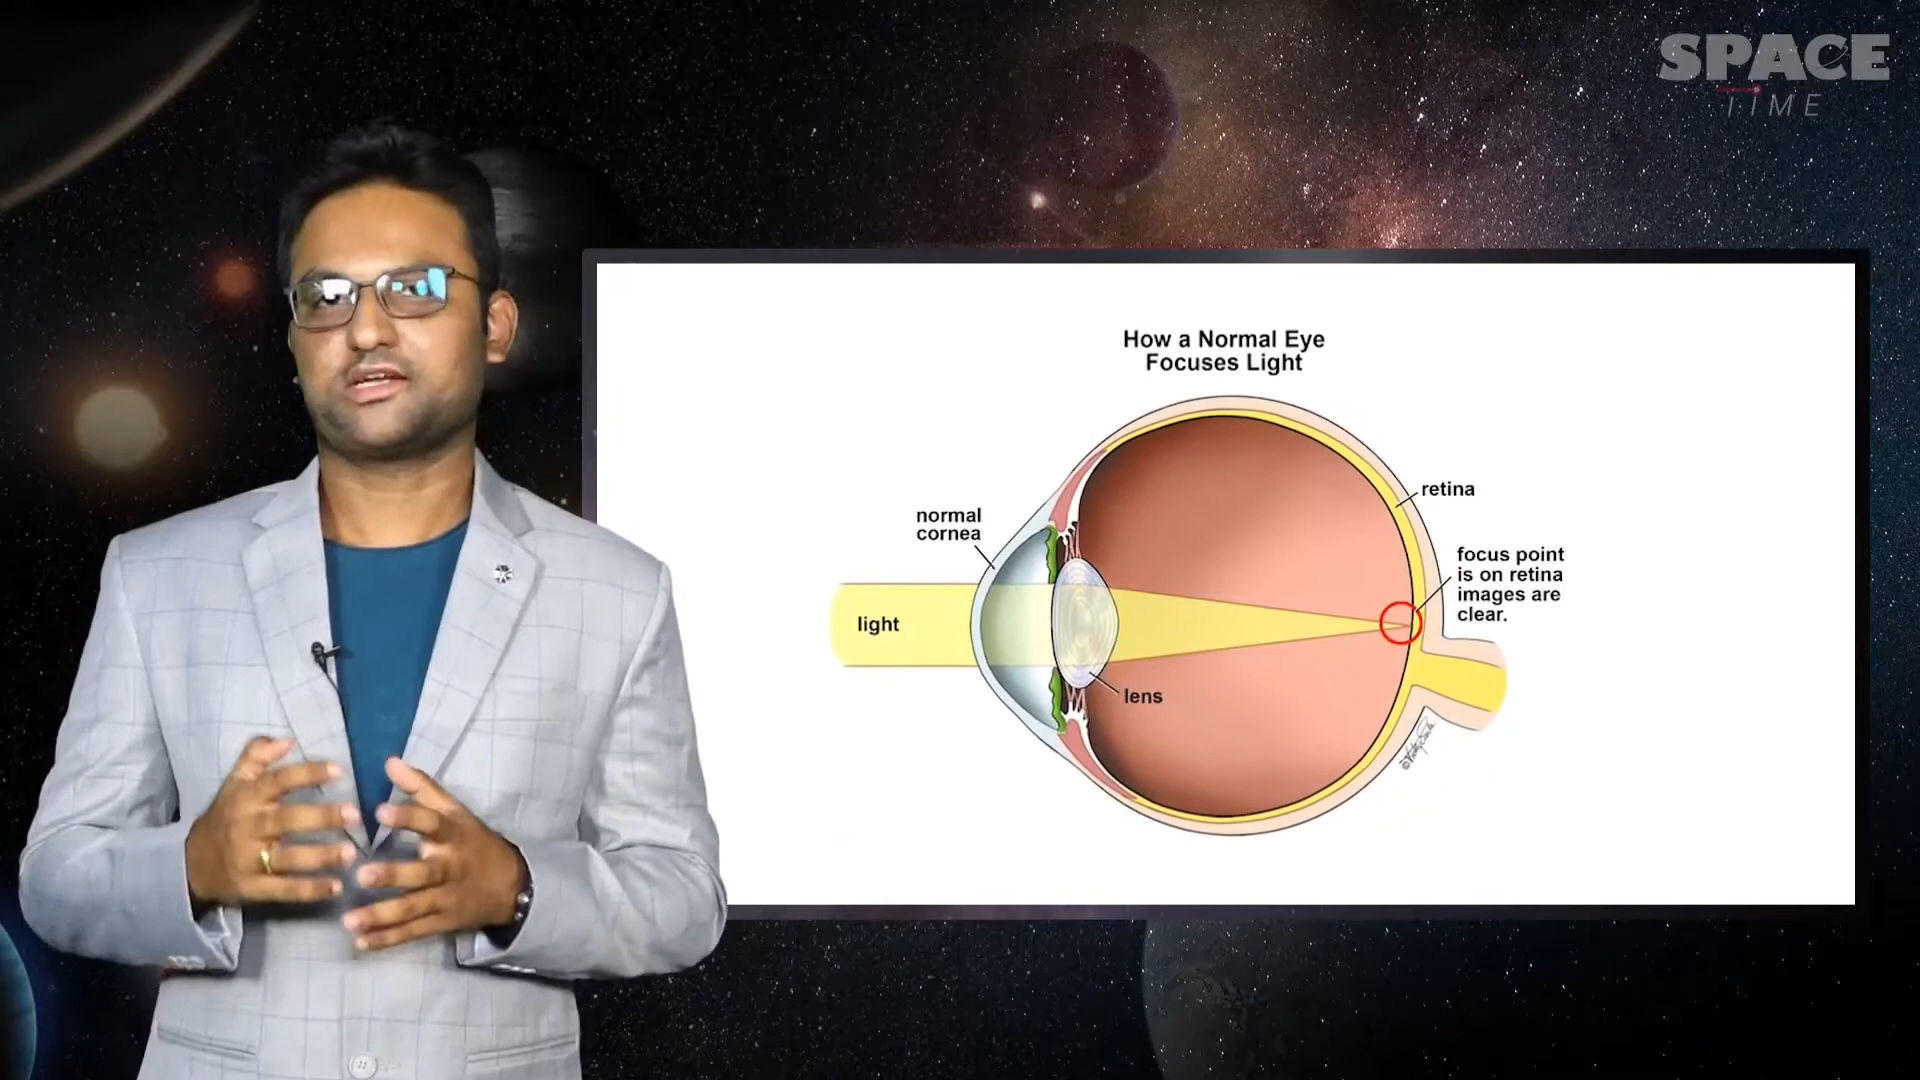 SPACE
TIME
How a Normal Eye
Focuses Light
normal
cornea
light
lens
retina
focus point
is on retina
images are
clear.